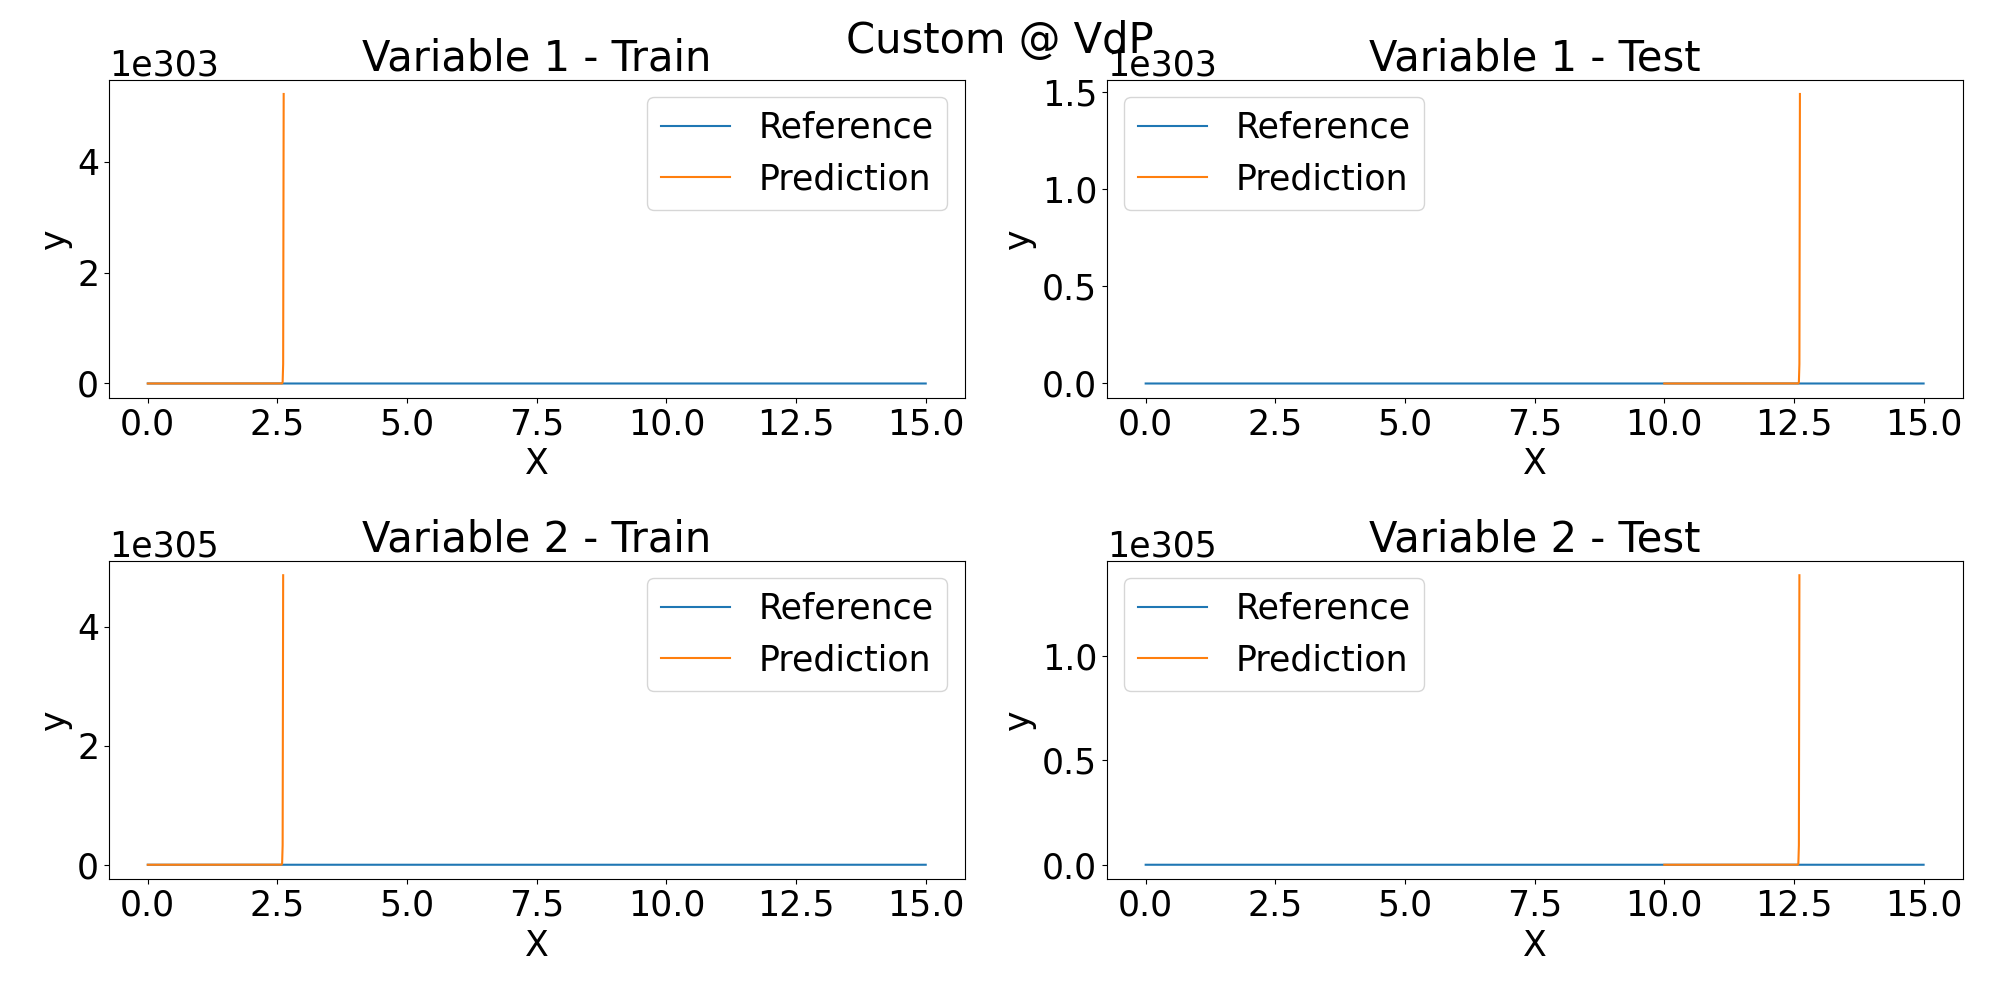 Custom @ VdP
Variable 1 - Train
1e303
4
2
0
y
Reference
Prediction
0.0 2.5 5.0 7.5 10.0 12.5 15.0
X
Variable 1 - Test
1e303
1.5
1.0
0.5
0.0
y
Reference
Prediction
0.0 2.5 5.0 7.5 10.0 12.5 15.0
X
Variable 2 - Train
1e305
4
2
0
y
Reference
Prediction
0.0 2.5 5.0 7.5 10.0 12.5 15.0
X
Variable 2 - Test
1e305
1.0
0.5
0.0
y
Reference
Prediction
0.0 2.5 5.0 7.5 10.0 12.5 15.0
X